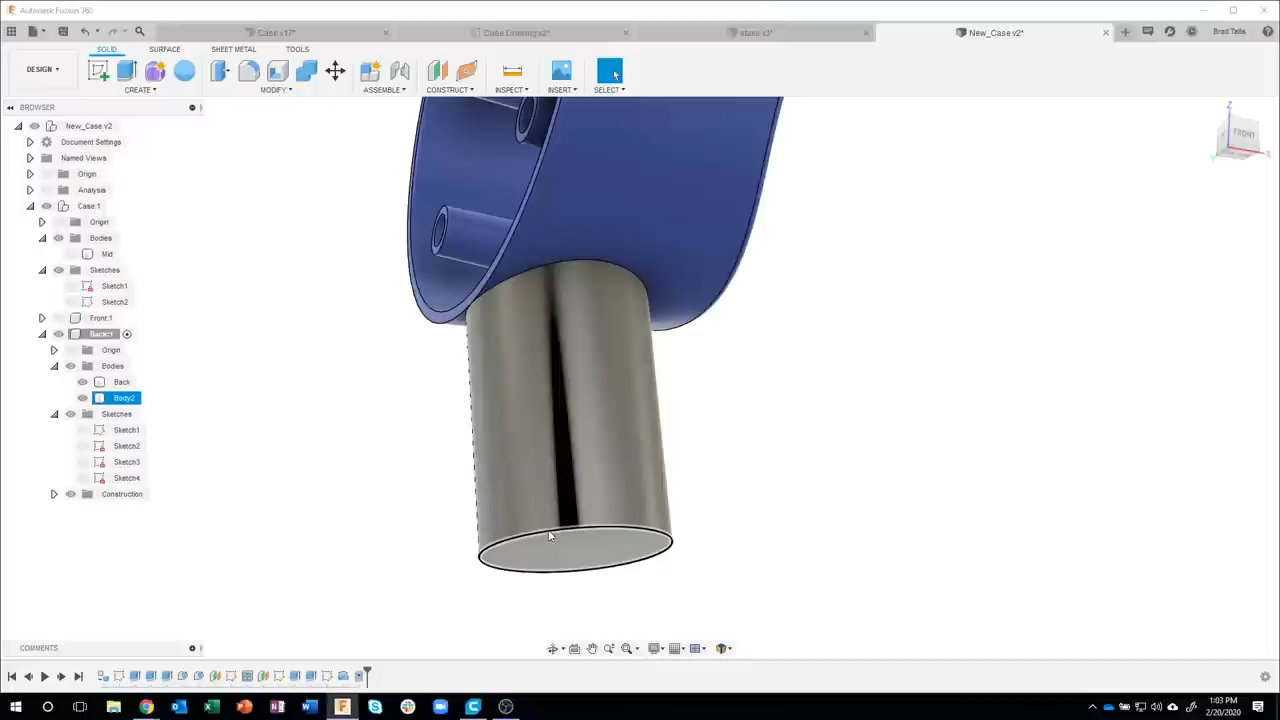 Autodesk Fusion 360
Case v17*
Case Drawing v2*
stake v3*
New_Case v2*
Brad Tallis
SOLID
SURFACE
SHEET METAL
TOOLS
DESIGN
CREATE
MODIFY
ASSEMBLE
CONSTRUCT
INSPECT
INSERT
SELECT
BROWSER
New_Case v2
Document Settings
Named Views
Origin
Analysis
Case:1
Origin
Bodies
Mid
Sketches
Sketch1
Sketch2
Front:1
Back:1
Origin
Bodies
Back
Body2
Sketches
Sketch1
Sketch2
Sketch3
Sketch4
Construction
Z
FRONT
X
Y
COMMENTS
1:03 PM
2/20/2020